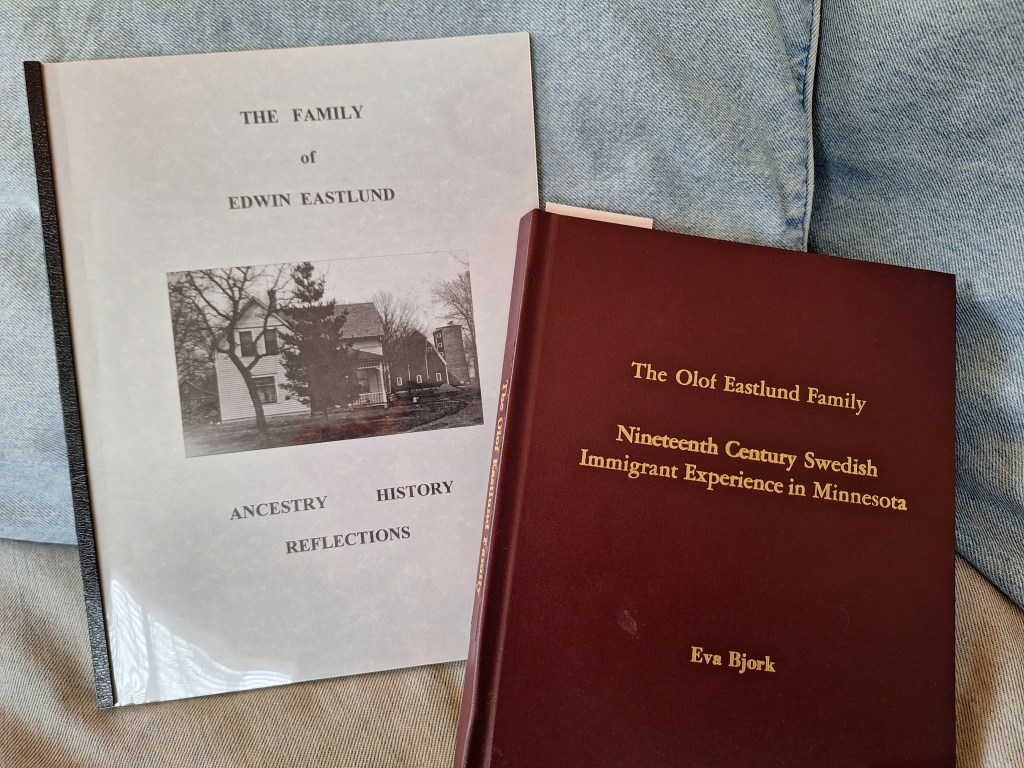 THE FAMILY
of
EDWIN EASTLUND
ANCESTRY HISTORY
REFLECTIONS
The Olof Eastlund Family
Nineteenth Century Swedish
Immigrant Experience in Minnesota
Eva Bjork
The Olof Eastlund Family